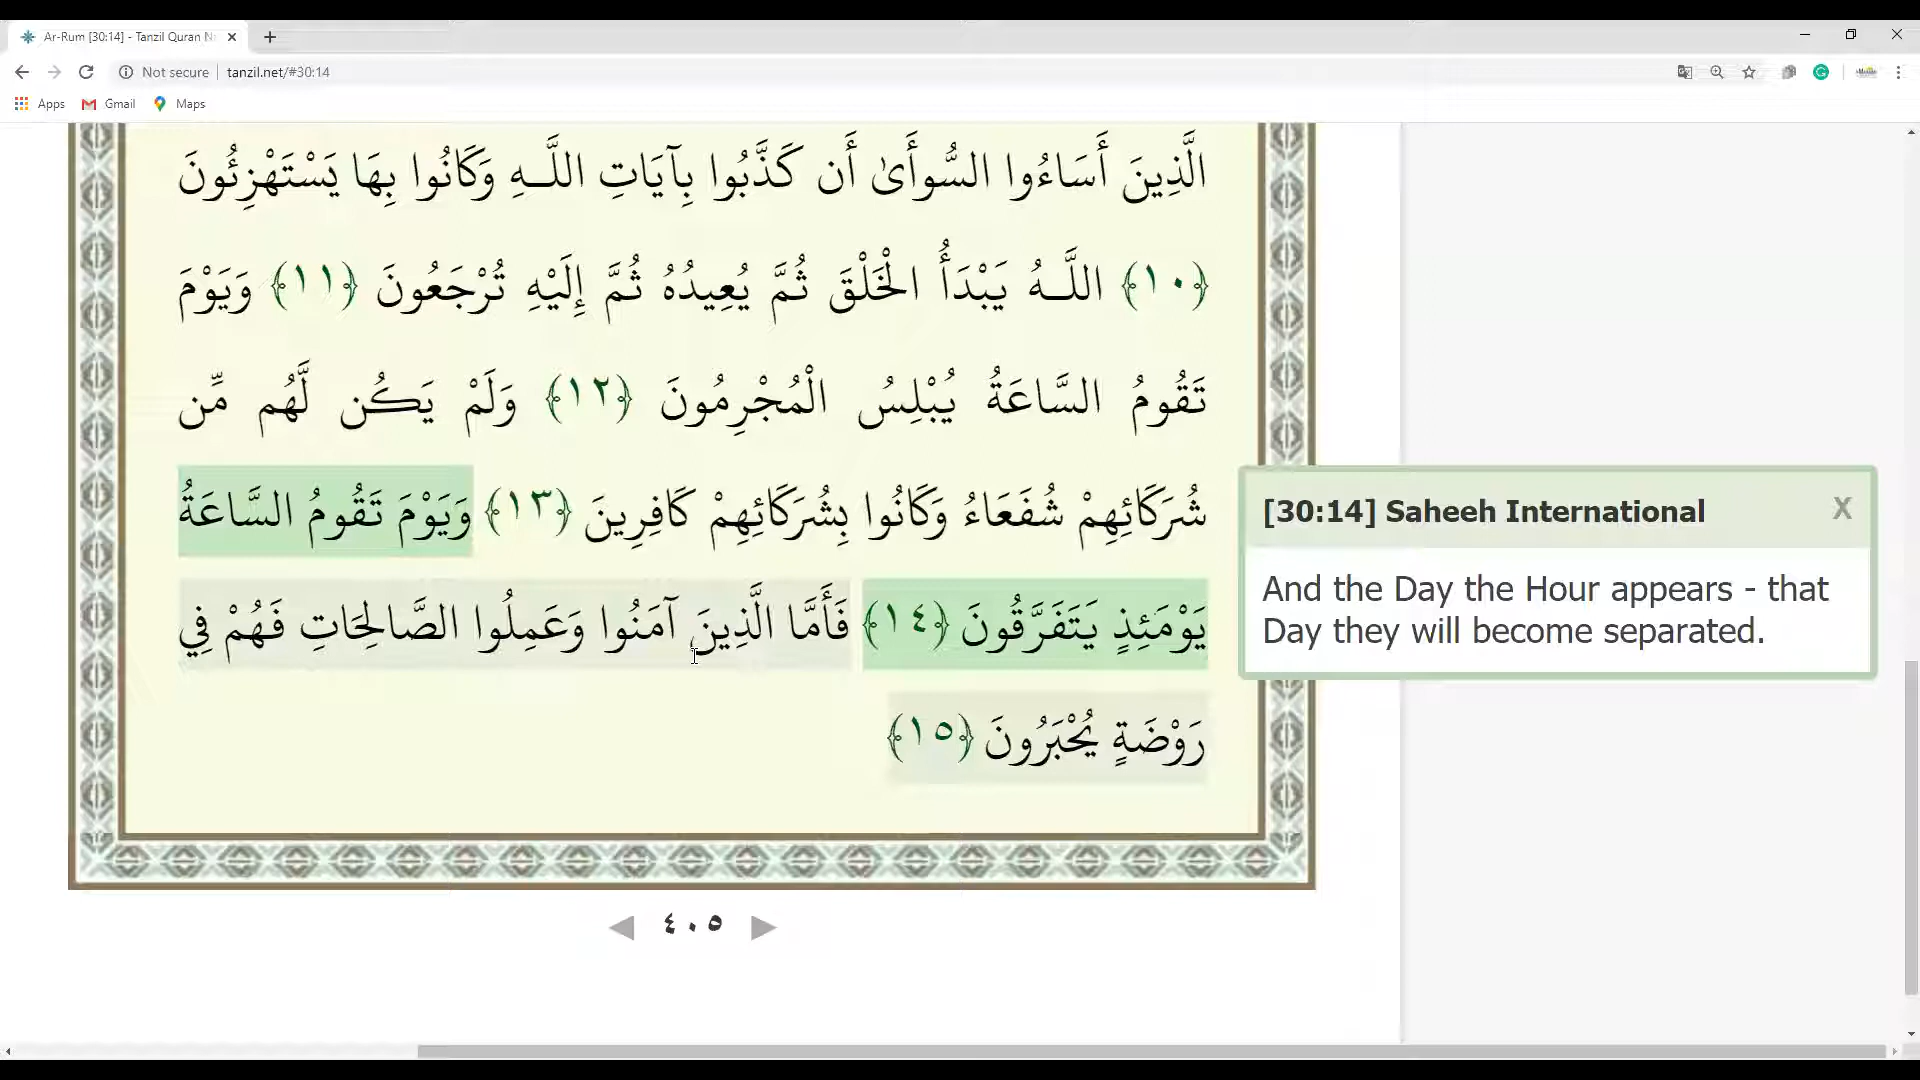 Ar-Rum [30:14] - Tanzil Quran N
Not secure
tanzil.net/#30:14
Apps
Gmail
Maps
الَّذِينَ أَسَاءُوا السُّوأَىٰ أَن كَذَّبُوا بِآيَاتِ اللَّـهِ وَكَانُوا بِهَا يَسْتَهْزِئُونَ
﴿١٠﴾ اللَّـهُ يَبْدَأُ الْخَلْقَ ثُمَّ يُعِيدُهُ ثُمَّ إِلَيْهِ تُرْجَعُونَ ﴿١١﴾ وَيَوْمَ
تَقُومُ السَّاعَةُ يُبْلِسُ الْمُجْرِمُونَ ﴿١٢﴾ وَلَمْ يَكُن لَّهُم مِّن
شُرَكَائِهِمْ شُفَعَاءُ وَكَانُوا بِشُرَكَائِهِمْ كَافِرِينَ ﴿١٣﴾ وَيَوْمَ تَقُومُ السَّاعَةُ
يَوْمَئِذٍ يَتَفَرَّقُونَ ﴿١٤﴾ فَأَمَّا الَّذِينَ آمَنُوا وَعَمِلُوا الصَّالِحَاتِ فَهُمْ فِي
رَوْضَةٍ يُحْبَرُونَ ﴿١٥﴾
[30:14] Saheeh International
X
And the Day the Hour appears - that
Day they will become separated.
٤٠٥